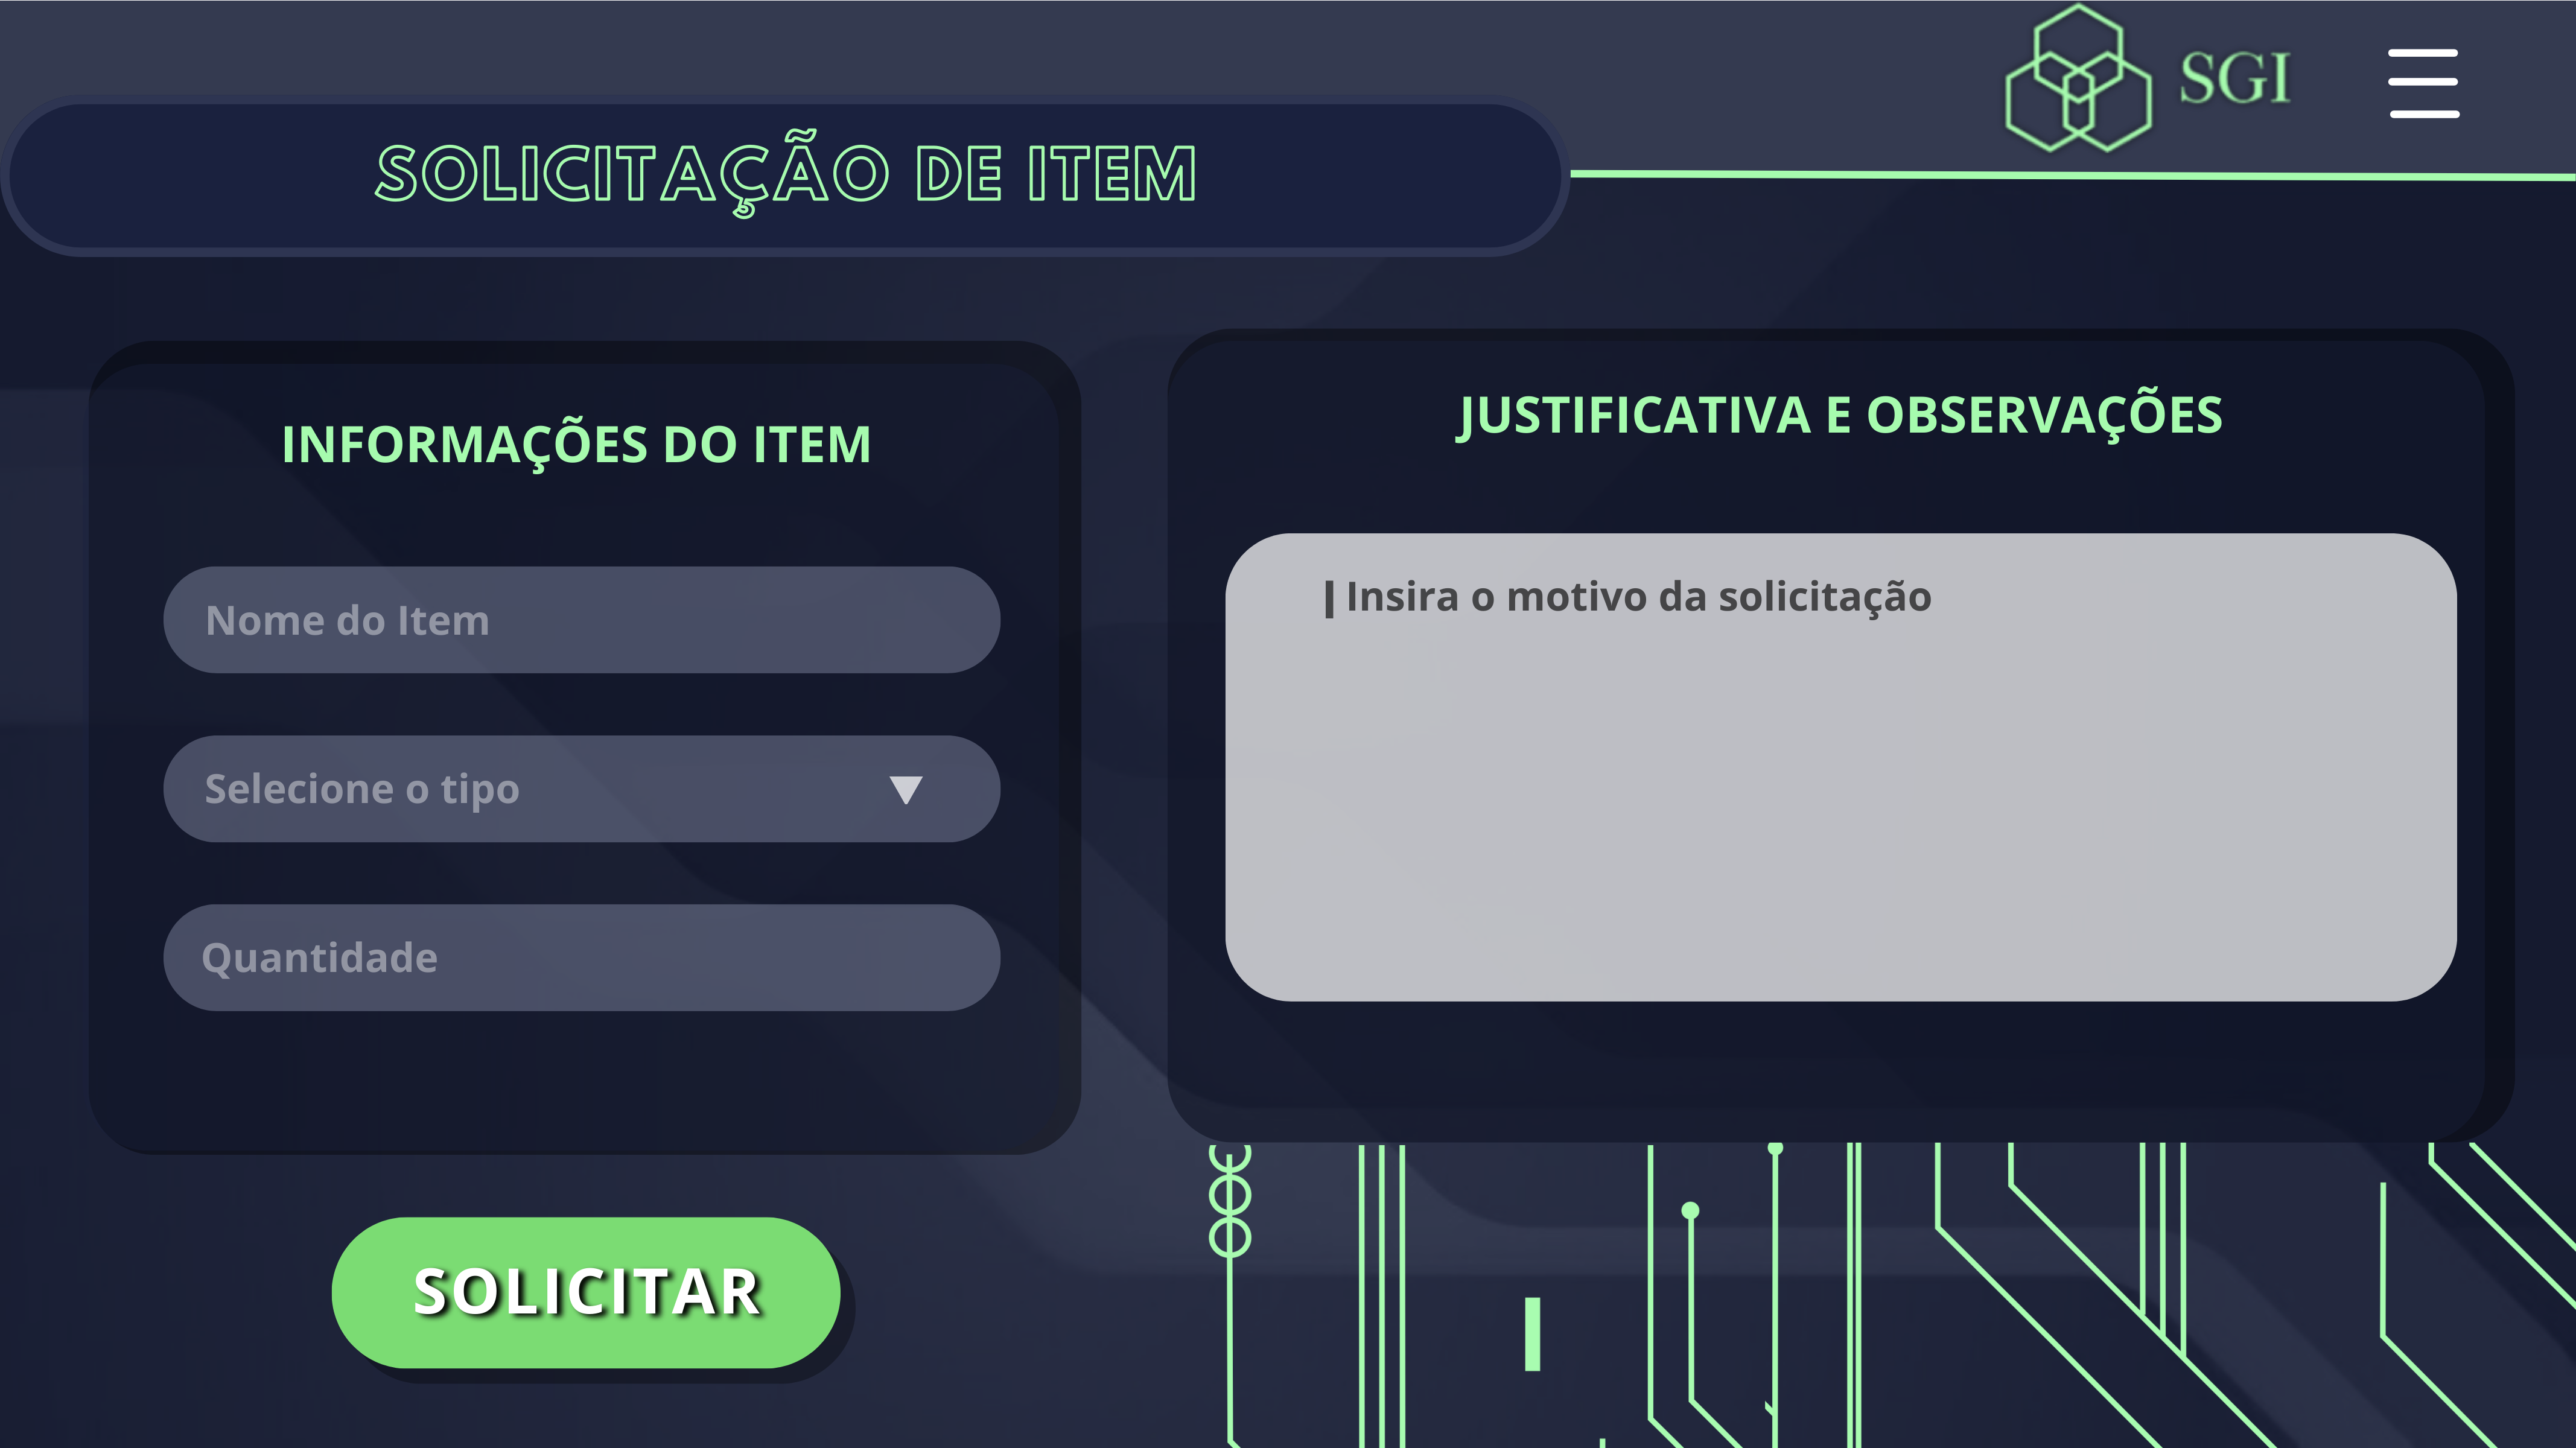 SGI
SOLICITAÇÃO DE ITEM
INFORMAÇÕES DO ITEM
Nome do Item
Selecione o tipo
Quantidade
JUSTIFICATIVA E OBSERVAÇÕES
Insira o motivo da solicitação
SOLICITAR